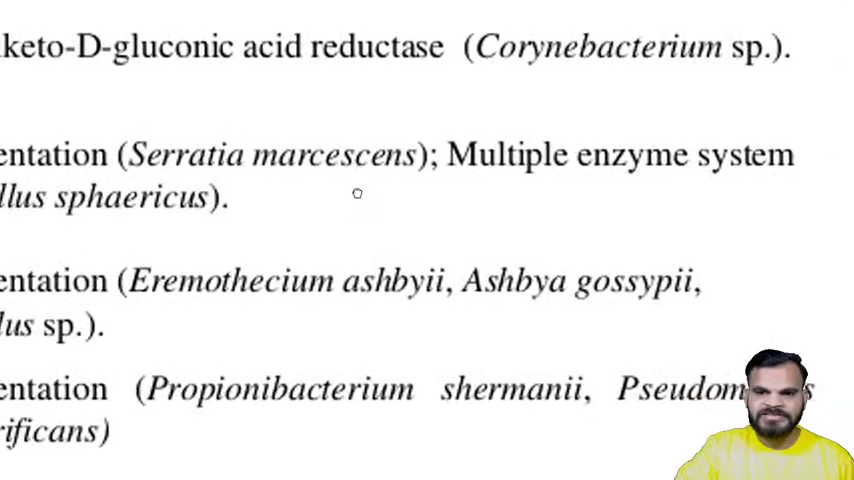 keto-D-gluconic acid reductase (Corynebacterium sp.).
entation (Serratia marcescens); Multiple enzyme system
llus sphaericus).
entation (Eremothecium ashbyii, Ashbya gossypii,
lus sp.).
entation (Propionibacterium shermanii,
rificans)